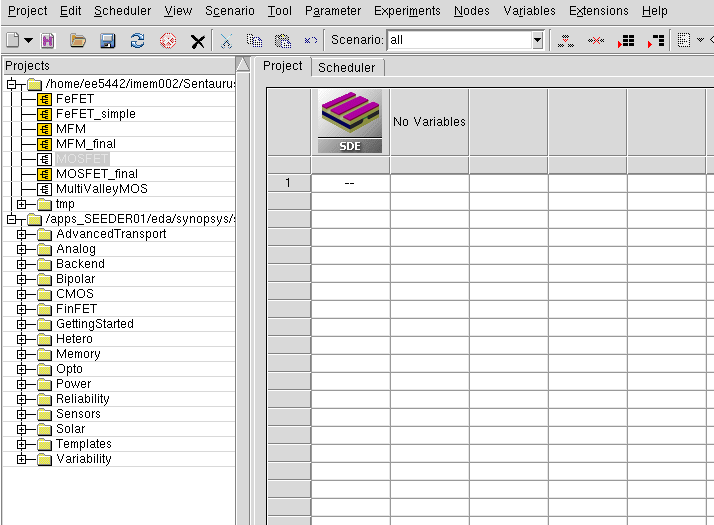 Project Edit Scheduler View Scenario Tool Parameter Experiments Nodes Variables Extensions Help
Scenario: all
Projects
/home/ee5442/imem002/Sentauru
FeFET
FeFET_simple
MFM
MFM_final
MOSFET
MOSFET_final
MultiValleyMOS
tmp
/apps_SEEDER01/eda/synopsys/s
AdvancedTransport
Analog
Backend
Bipolar
CMOS
FinFET
GettingStarted
Hetero
Memory
Opto
Power
Reliability
Sensors
Solar
Templates
Variability
Project Scheduler
SDE
No Variables
1 --